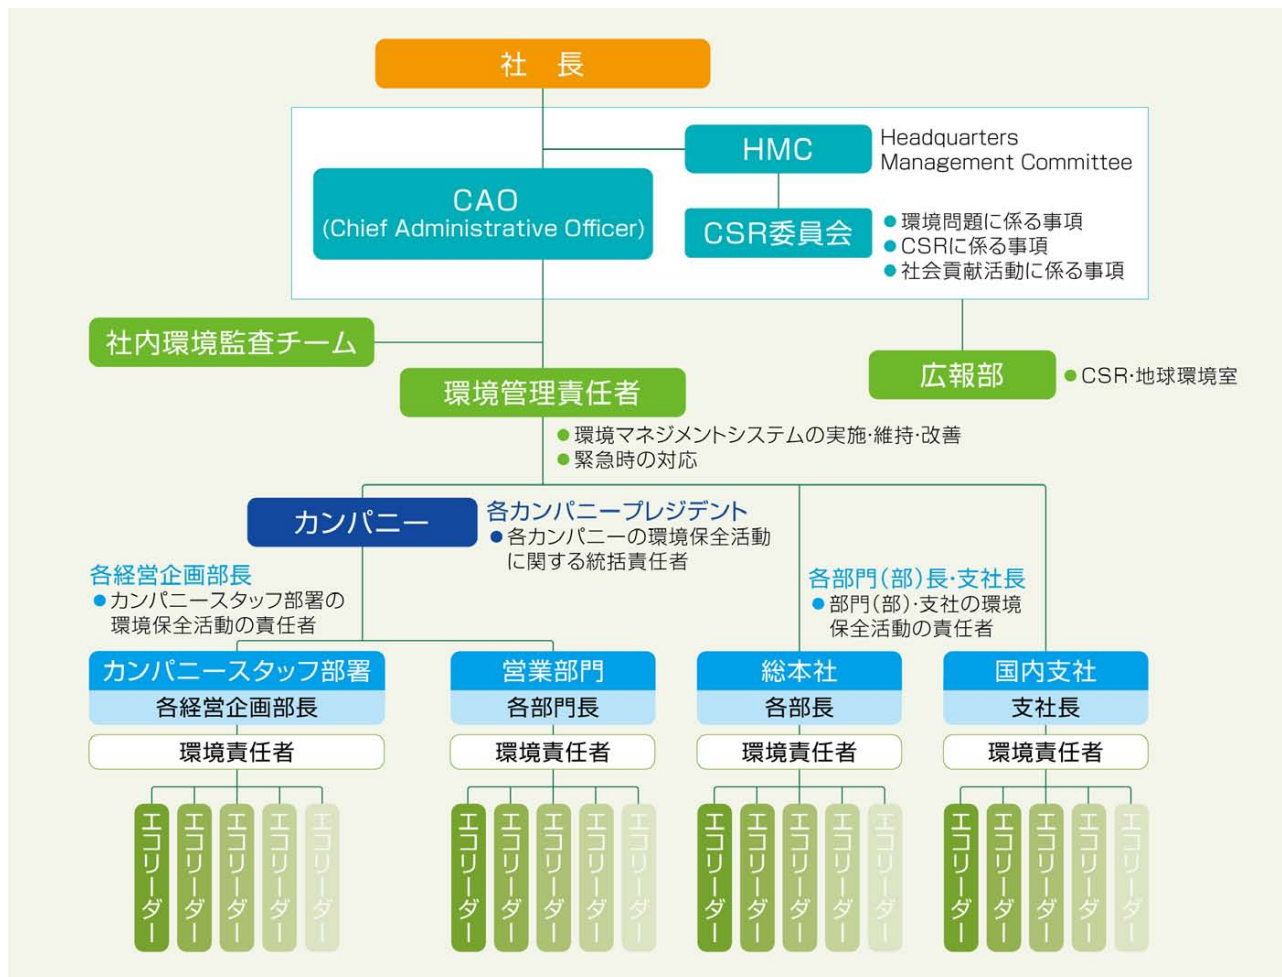 社　長
HMC
Headquarters
Management Committee
CAO
(Chief Administrative Officer)
CSR委員会
●環境問題に係る事項
●CSRに係る事項
●社会貢献活動に係る事項
社内環境監査チーム
広報部
●CSR・地球環境室
環境管理責任者
●環境マネジメントシステムの実施・維持・改善
●緊急時の対応
カンパニー
各カンパニープレジデント
●各カンパニーの環境保全活動
に関する統括責任者
各経営企画部長
●カンパニースタッフ部署の
環境保全活動の責任者
各部門(部)長・支社長
●部門(部)・支社の環境
保全活動の責任者
カンパニースタッフ部署
各経営企画部長
環境責任者
エコリーダー
エコリーダー
エコリーダー
エコリーダー
エコリーダー
営業部門
各部門長
環境責任者
エコリーダー
エコリーダー
エコリーダー
エコリーダー
エコリーダー
総本社
各部長
環境責任者
エコリーダー
エコリーダー
エコリーダー
エコリーダー
エコリーダー
国内支社
支社長
環境責任者
エコリーダー
エコリーダー
エコリーダー
エコリーダー
エコリーダー